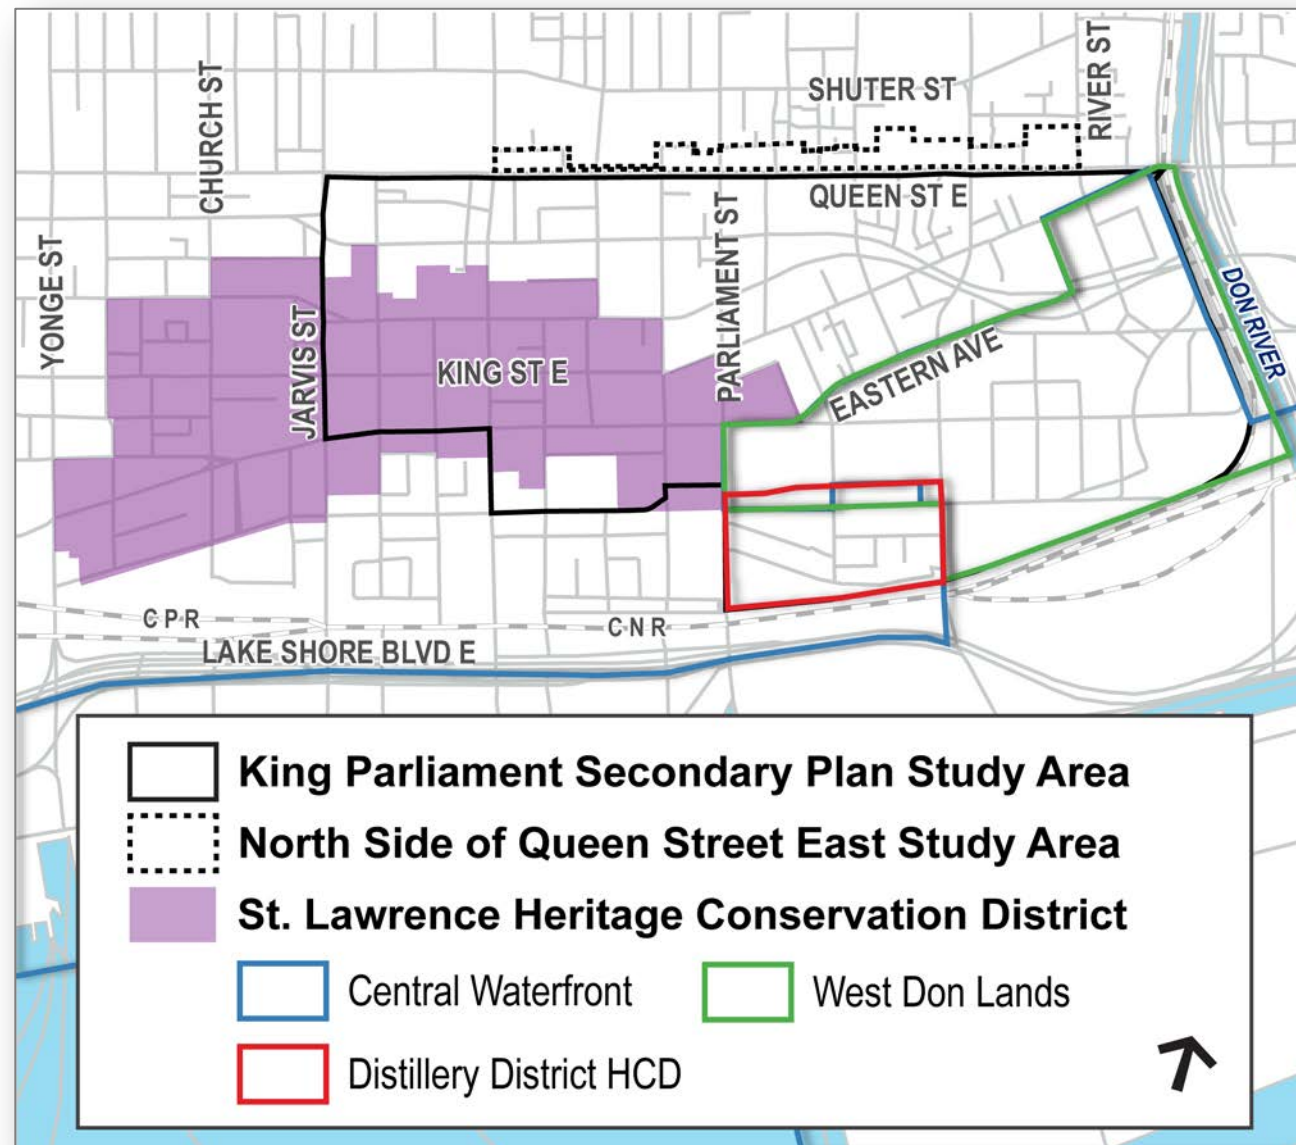 SHUTER ST
RIVER ST
CHURCH ST
QUEEN ST E
PARLIAMENT ST
YONGE ST
DON RIVER
JARVIS ST
KING ST E
EASTERN AVE
C P R
C N R
LAKE SHORE BLVD E
King Parliament Secondary Plan Study Area
North Side of Queen Street East Study Area
St. Lawrence Heritage Conservation District
Central Waterfront
West Don Lands
Distillery District HCD